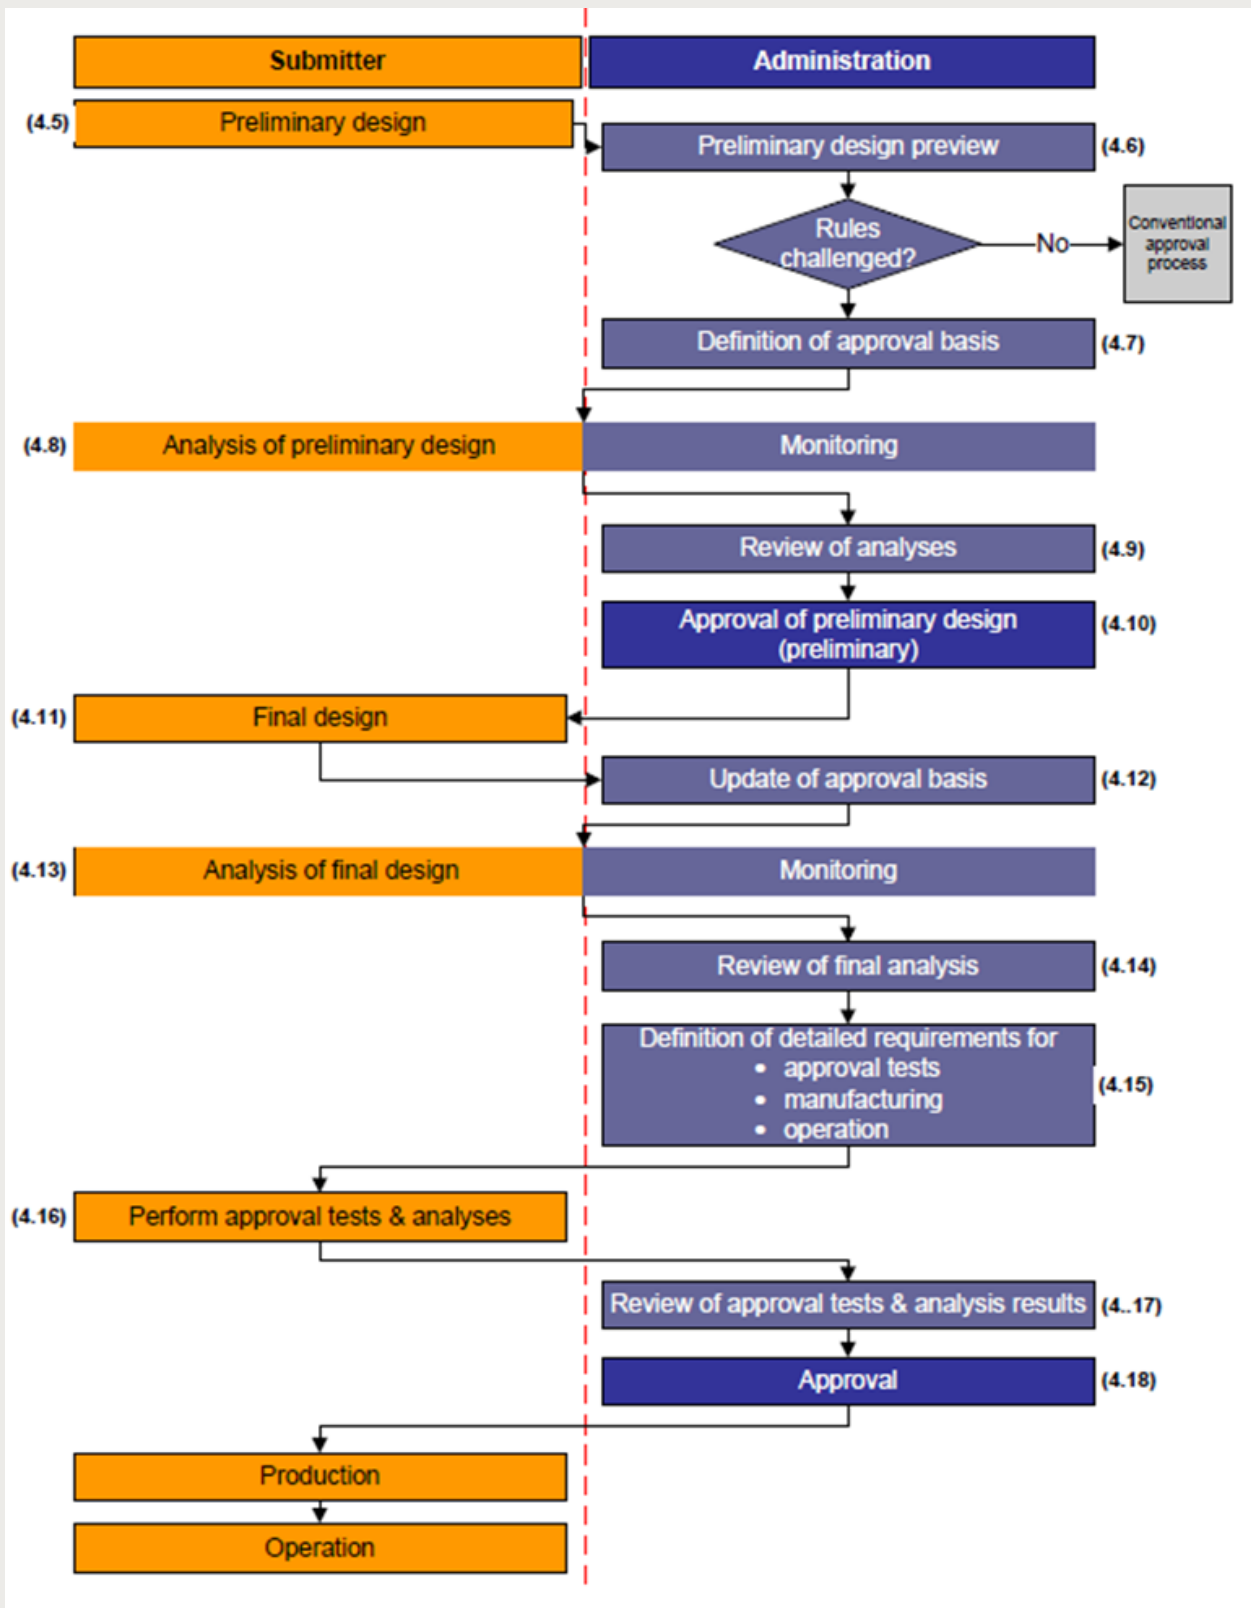 Submitter
Administration
(4.5)
Preliminary design
Preliminary design preview
(4.6)
Rules
challenged?
No
Conventional
approval
process
Definition of approval basis
(4.7)
(4.8)
Analysis of preliminary design
Monitoring
Review of analyses
(4.9)
Approval of preliminary design
(preliminary)
(4.10)
(4.11)
Final design
Update of approval basis
(4.12)
(4.13)
Analysis of final design
Monitoring
Review of final analysis
(4.14)
Definition of detailed requirements for
• approval tests
• manufacturing
• operation
(4.15)
(4.16)
Perform approval tests & analyses
Review of approval tests & analysis results
(4..17)
Approval
(4.18)
Production
Operation